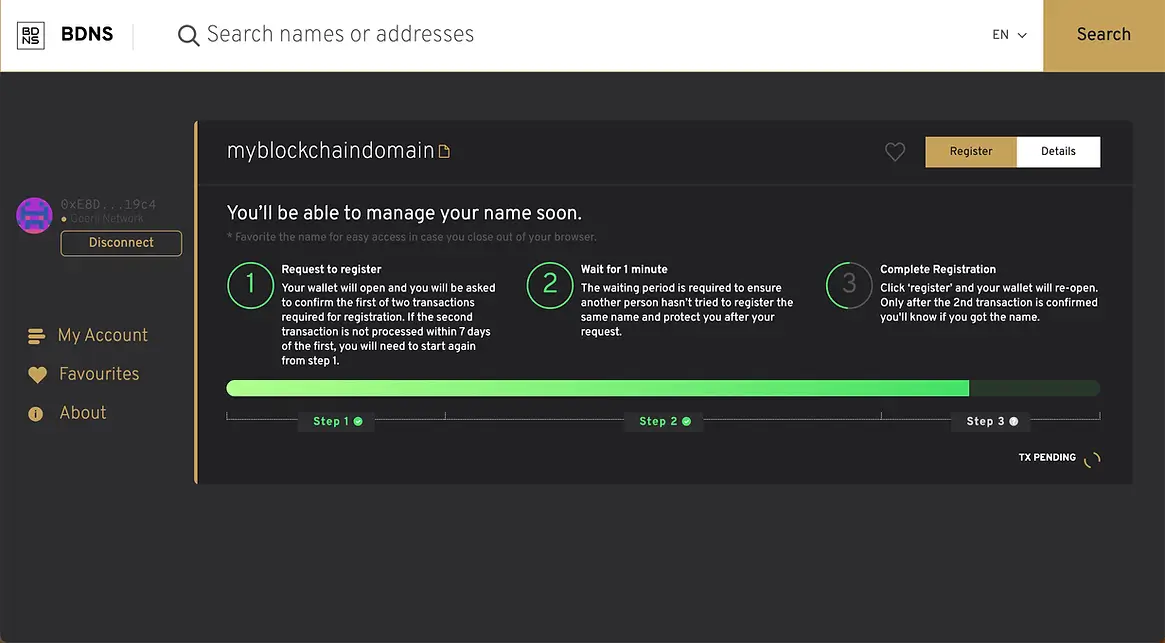 BD
NS
BDNS
Search names or addresses
EN
Search
myblockchaindomain
Register
Details
0xE8D...19c4
Goerli Network
Disconnect
My Account
Favourites
About
You'll be able to manage your name soon.
* Favorite the name for easy access in case you close out of your browser.
1
Request to register
Your wallet will open and you will be asked
to confirm the first of two transactions
required for registration. If the second
transaction is not processed within 7 days
of the first, you will need to start again
from step 1.
2
Wait for 1 minute
The waiting period is required to ensure
another person hasn't tried to register the
same name and protect you after your
request.
3
Complete Registration
Click 'register' and your wallet will re-open.
Only after the 2nd transaction is confirmed
you'll know if you got the name.
Step 1
Step 2
Step 3
TX PENDING